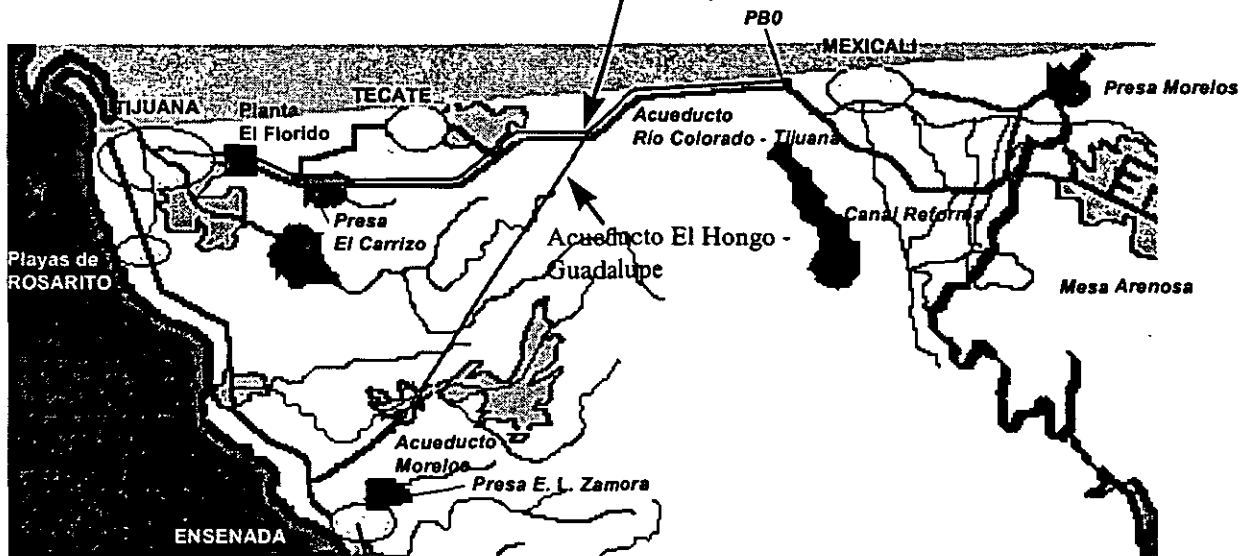 PB0
MEXICALI
Presa Morelos
TIJUANA
Planta
El Florido
TECATE
Acueducto
Río Colorado - Tijuana
Presa
El Carrizo
Canal Reforma
Acueducto El Hongo -
Guadalupe
Playas de
ROSARITO
Mesa Arenosa
Acueducto
Morelos
Presa E. L. Zamora
ENSENADA